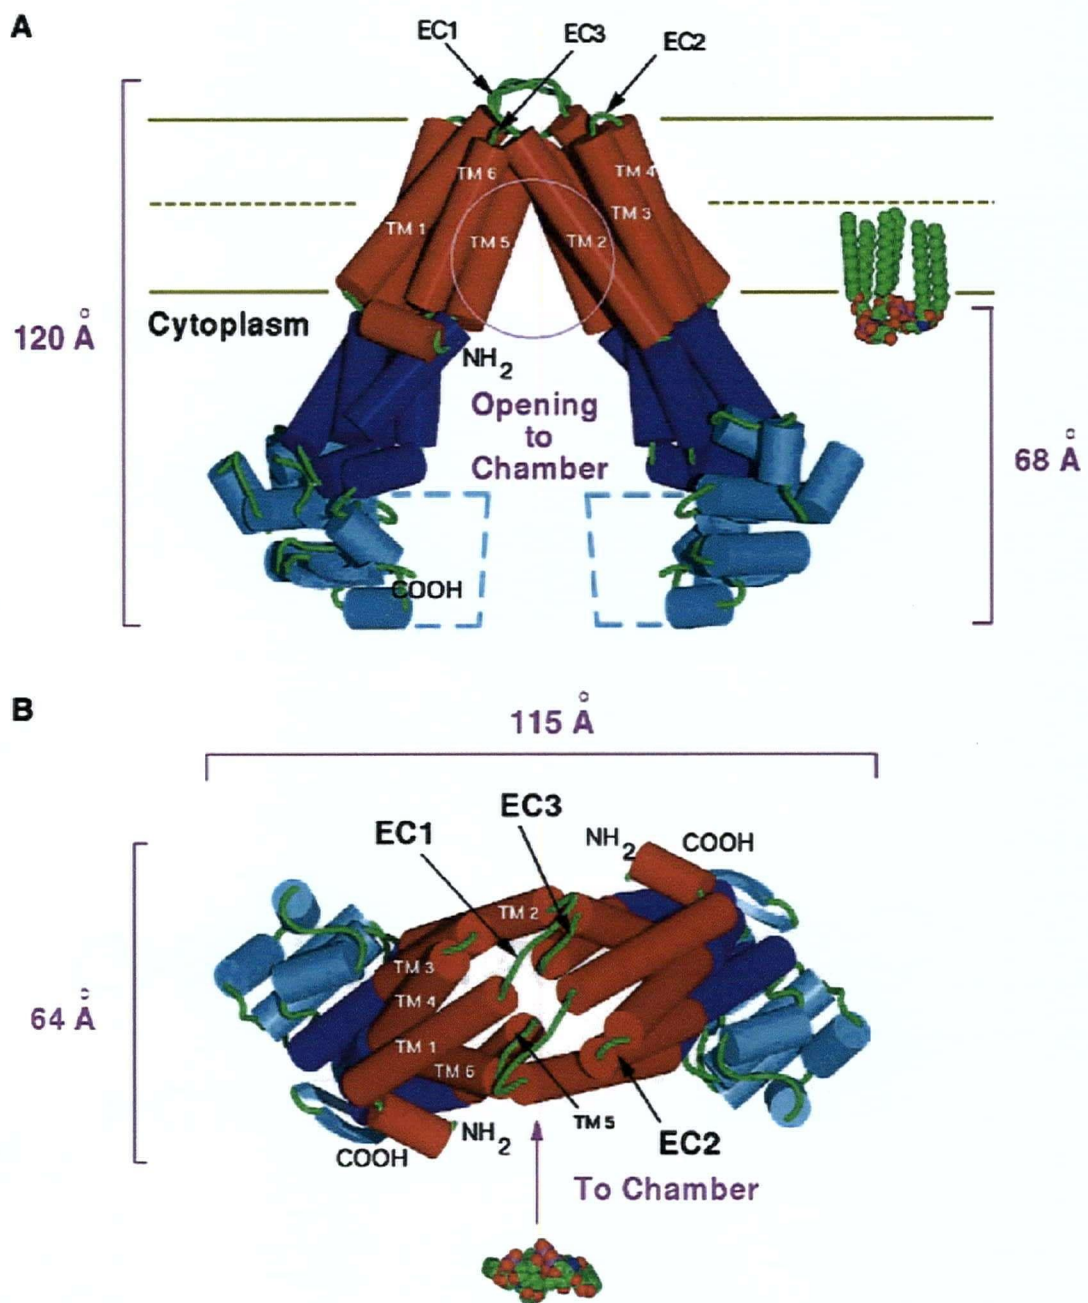 A
EC1
EC3
EC2
TM 6
TM 4
TM 1
TM 3
TM 5
TM 2
Cytoplasm
120 Å
NH2
Opening
to
Chamber
68 Å
COOH
B
115 Å
EC3
EC1
NH2
COOH
TM 2
TM 3
TM 4
64 Å
TM 1
TM 6
TM 5
NH2
EC2
COOH
To Chamber